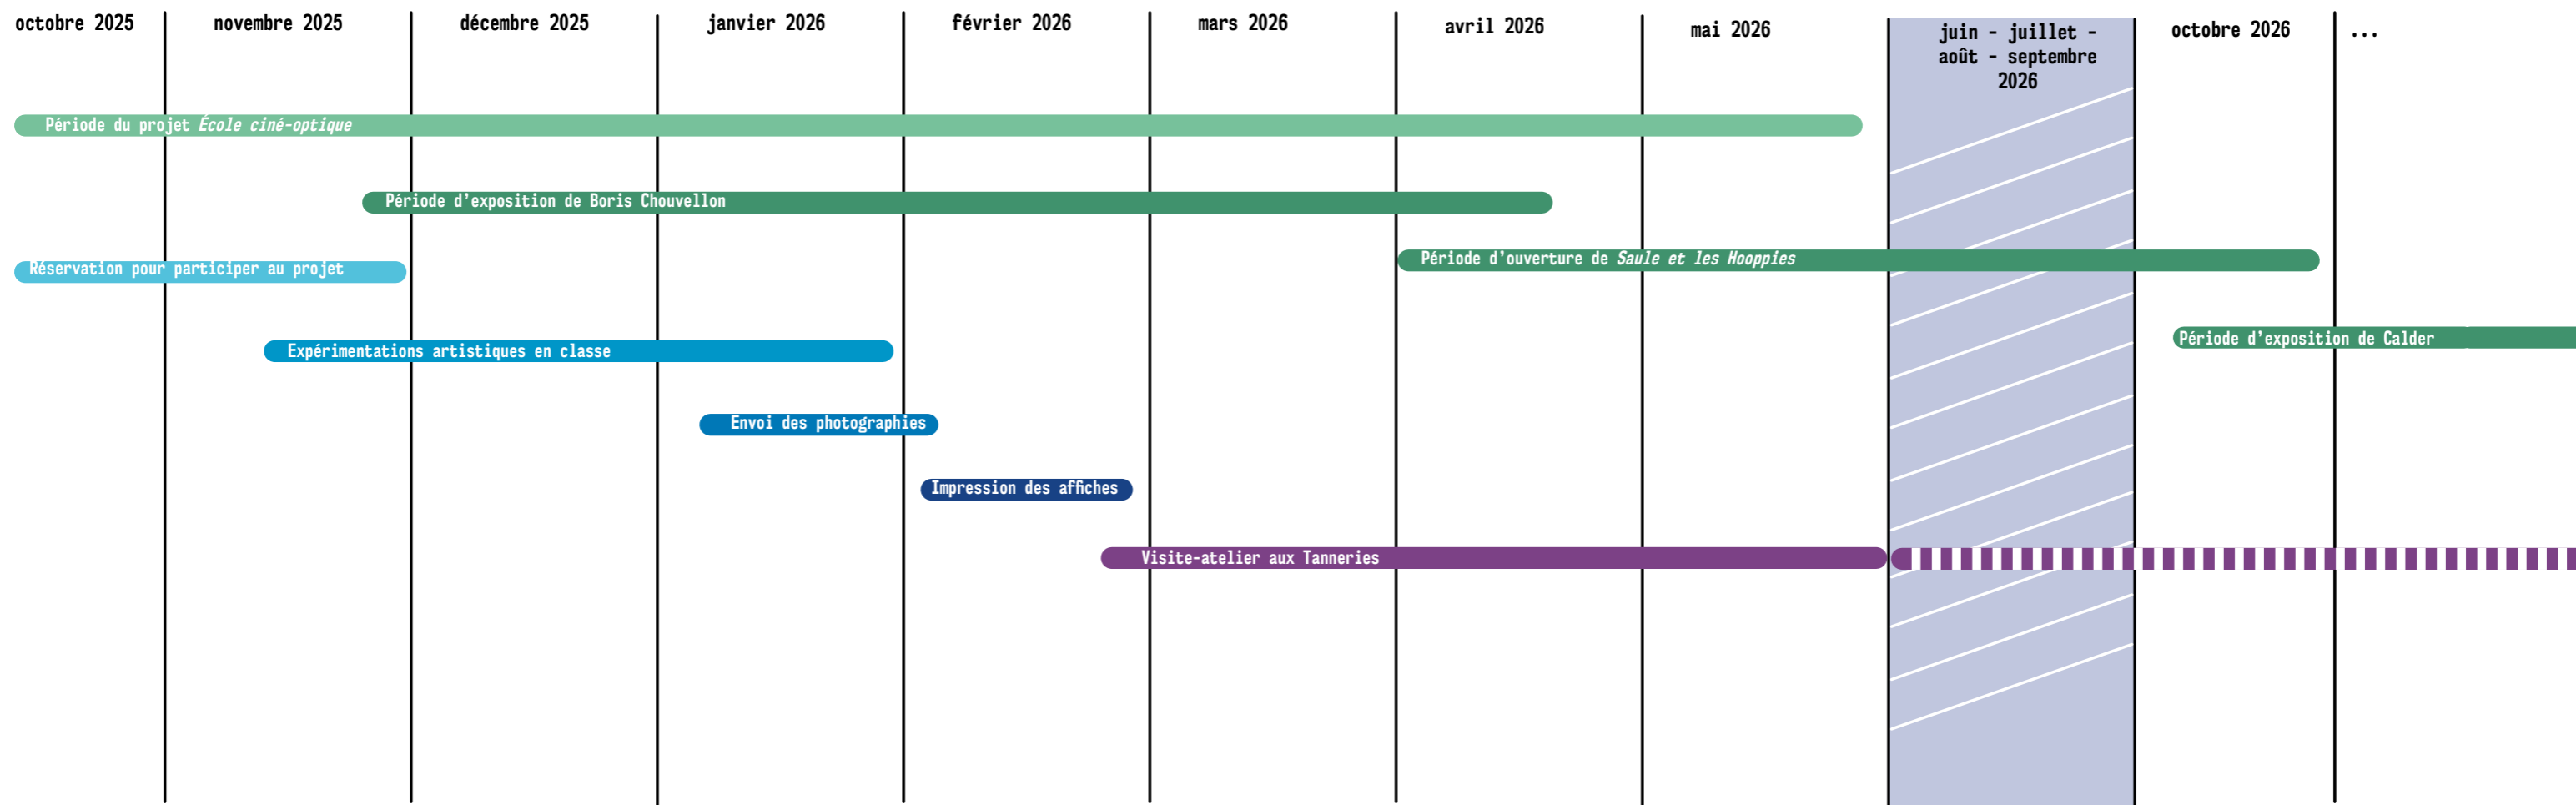 octobre 2025
novembre 2025
décembre 2025
janvier 2026
février 2026
mars 2026
avril 2026
mai 2026
juin - juillet -
août - septembre
2026
octobre 2026
...
Période du projet École ciné-optique
Période d'exposition de Boris Chouvellon
Période d'ouverture de Saule et les Hooppies
Réservation pour participer au projet
Période d'exposition de Calder
Expérimentations artistiques en classe
Envoi des photographies
Impression des affiches
Visite-atelier aux Tanneries